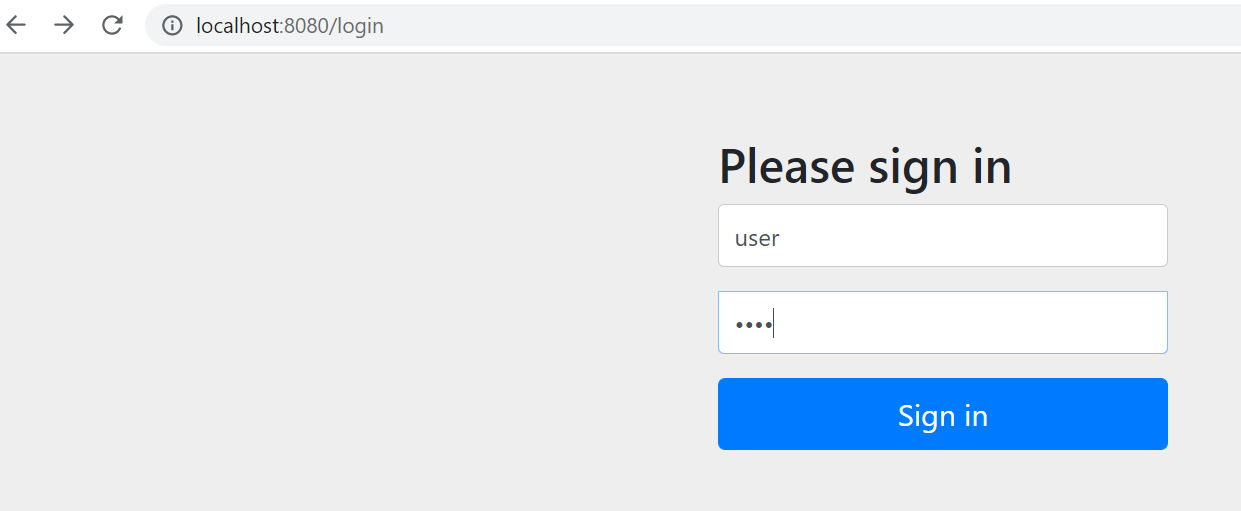 localhost:8080/login
Please sign in
user
••••
Sign in